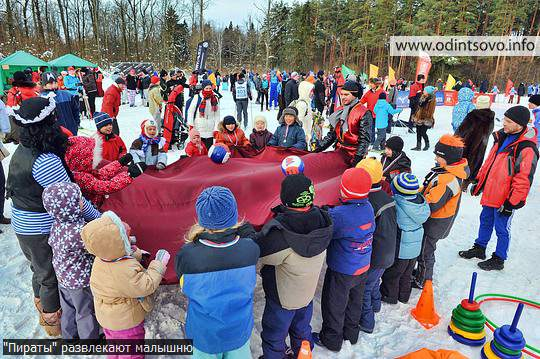 www.odintsovo.info
"Пираты" развлекают малышню